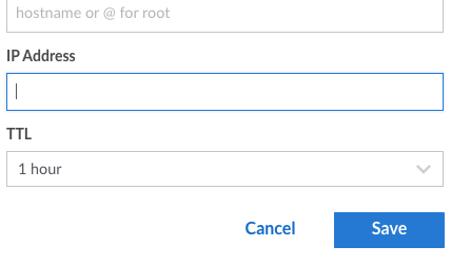 hostname or @ for root
IP Address
TTL
1 hour
Cancel
Save